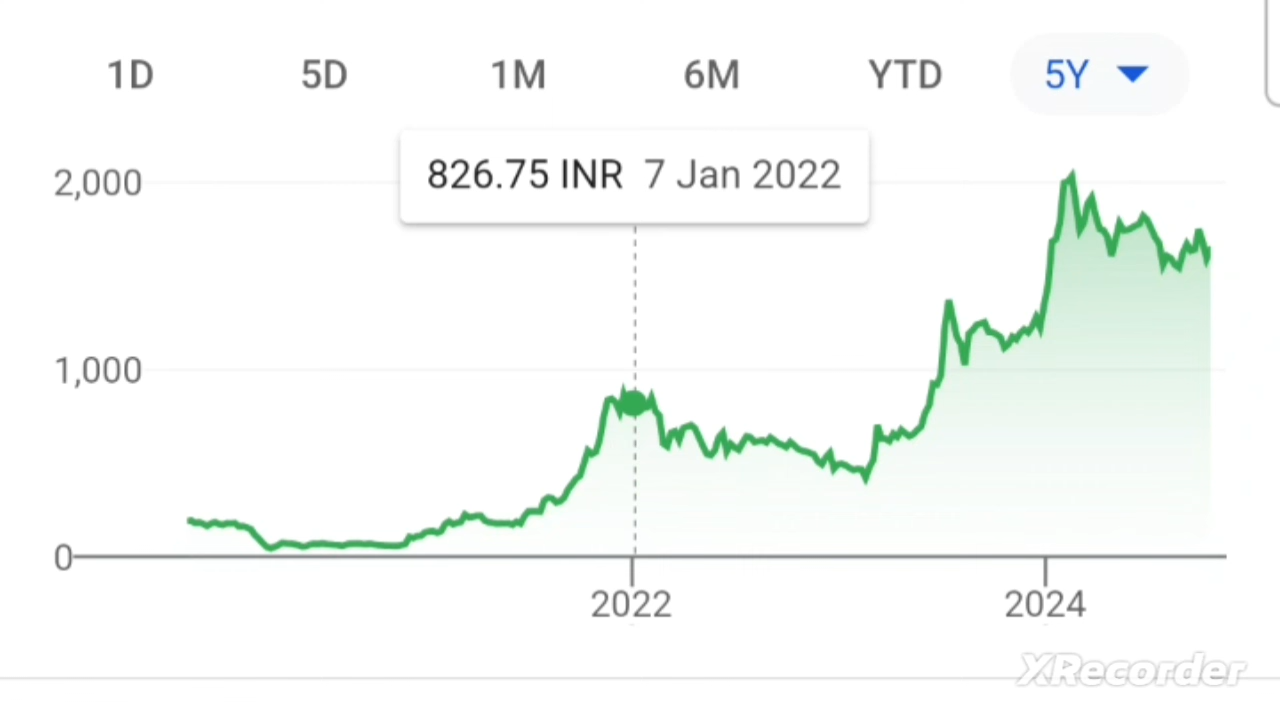 1D 5D 1M 6M YTD 5Y
826.75 INR 7 Jan 2022
2,000
1,000
0
2022 2024
XRecorder